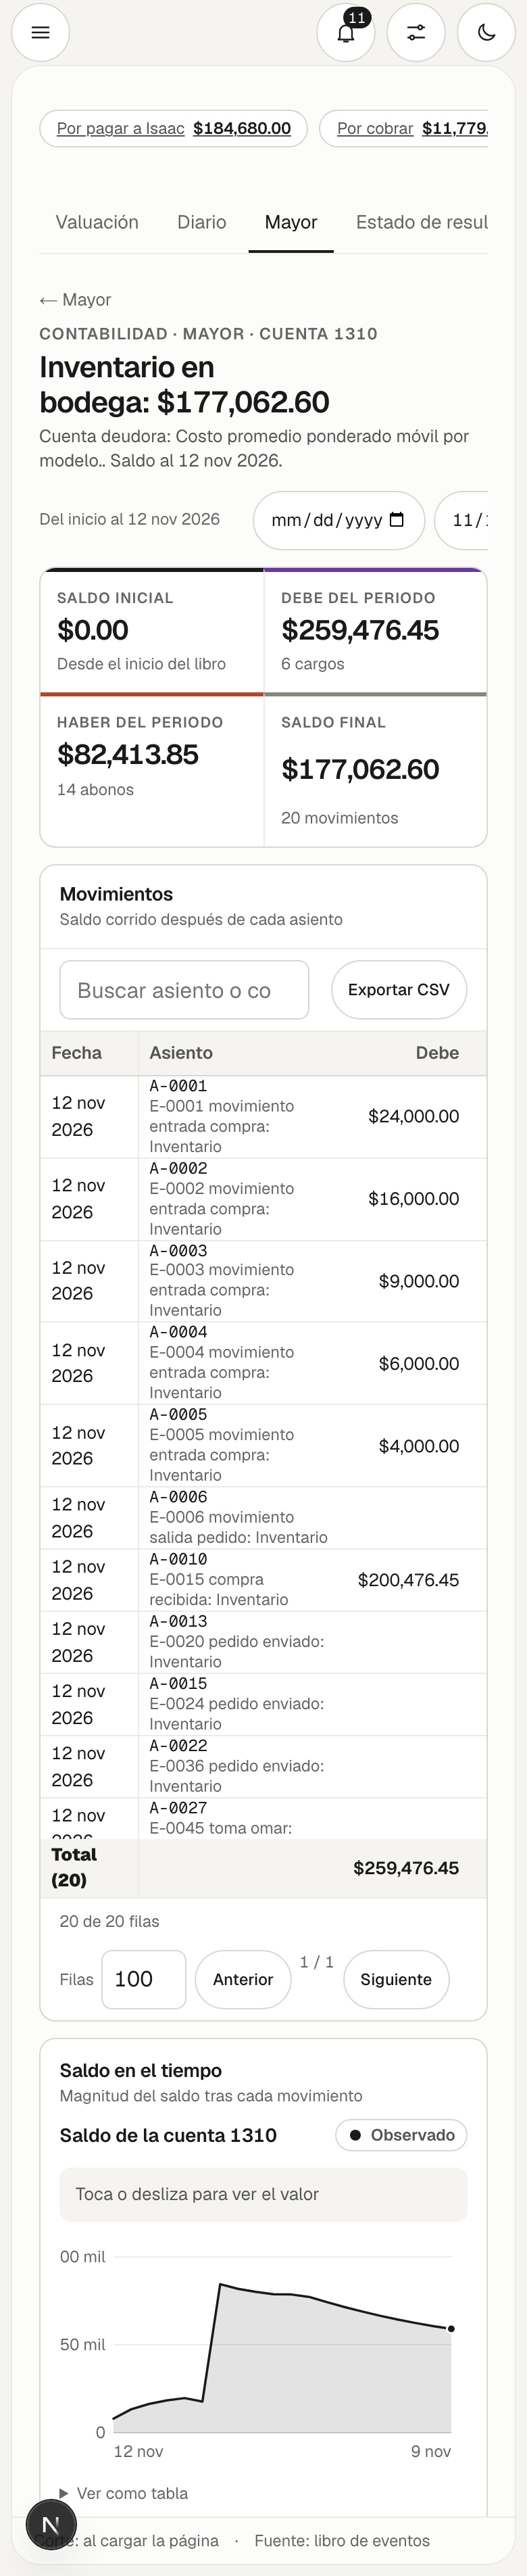 11
Por pagar a Isaac $184,680.00 Por cobrar $11,779.
Valuación Diario Mayor Estado de resul
← Mayor
CONTABILIDAD · MAYOR · CUENTA 1310
Inventario en
bodega: $177,062.60
Cuenta deudora: Costo promedio ponderado móvil por
modelo.. Saldo al 12 nov 2026.
Del inicio al 12 nov 2026 mm/dd/yyyy 11/
SALDO INICIAL
$0.00
Desde el inicio del libro
DEBE DEL PERIODO
$259,476.45
6 cargos
HABER DEL PERIODO
$82,413.85
14 abonos
SALDO FINAL
$177,062.60
20 movimientos
Movimientos
Saldo corrido después de cada asiento
Buscar asiento o co Exportar CSV
Fecha Asiento Debe
12 nov
2026
A-0001
E-0001 movimiento
entrada compra:
Inventario
$24,000.00
12 nov
2026
A-0002
E-0002 movimiento
entrada compra:
Inventario
$16,000.00
12 nov
2026
A-0003
E-0003 movimiento
entrada compra:
Inventario
$9,000.00
12 nov
2026
A-0004
E-0004 movimiento
entrada compra:
Inventario
$6,000.00
12 nov
2026
A-0005
E-0005 movimiento
entrada compra:
Inventario
$4,000.00
12 nov
2026
A-0006
E-0006 movimiento
salida pedido: Inventario
12 nov
2026
A-0010
E-0015 compra
recibida: Inventario
$200,476.45
12 nov
2026
A-0013
E-0020 pedido enviado:
Inventario
12 nov
2026
A-0015
E-0024 pedido enviado:
Inventario
12 nov
2026
A-0022
E-0036 pedido enviado:
Inventario
12 nov
2026
A-0027
E-0045 toma omar:
Total
(20)
$259,476.45
20 de 20 filas
Filas 100 Anterior 1 / 1 Siguiente
Saldo en el tiempo
Magnitud del saldo tras cada movimiento
Saldo de la cuenta 1310 Observado
Toca o desliza para ver el valor
00 mil
50 mil
0
12 nov 9 nov
▶ Ver como tabla
N
Corte: al cargar la página · Fuente: libro de eventos